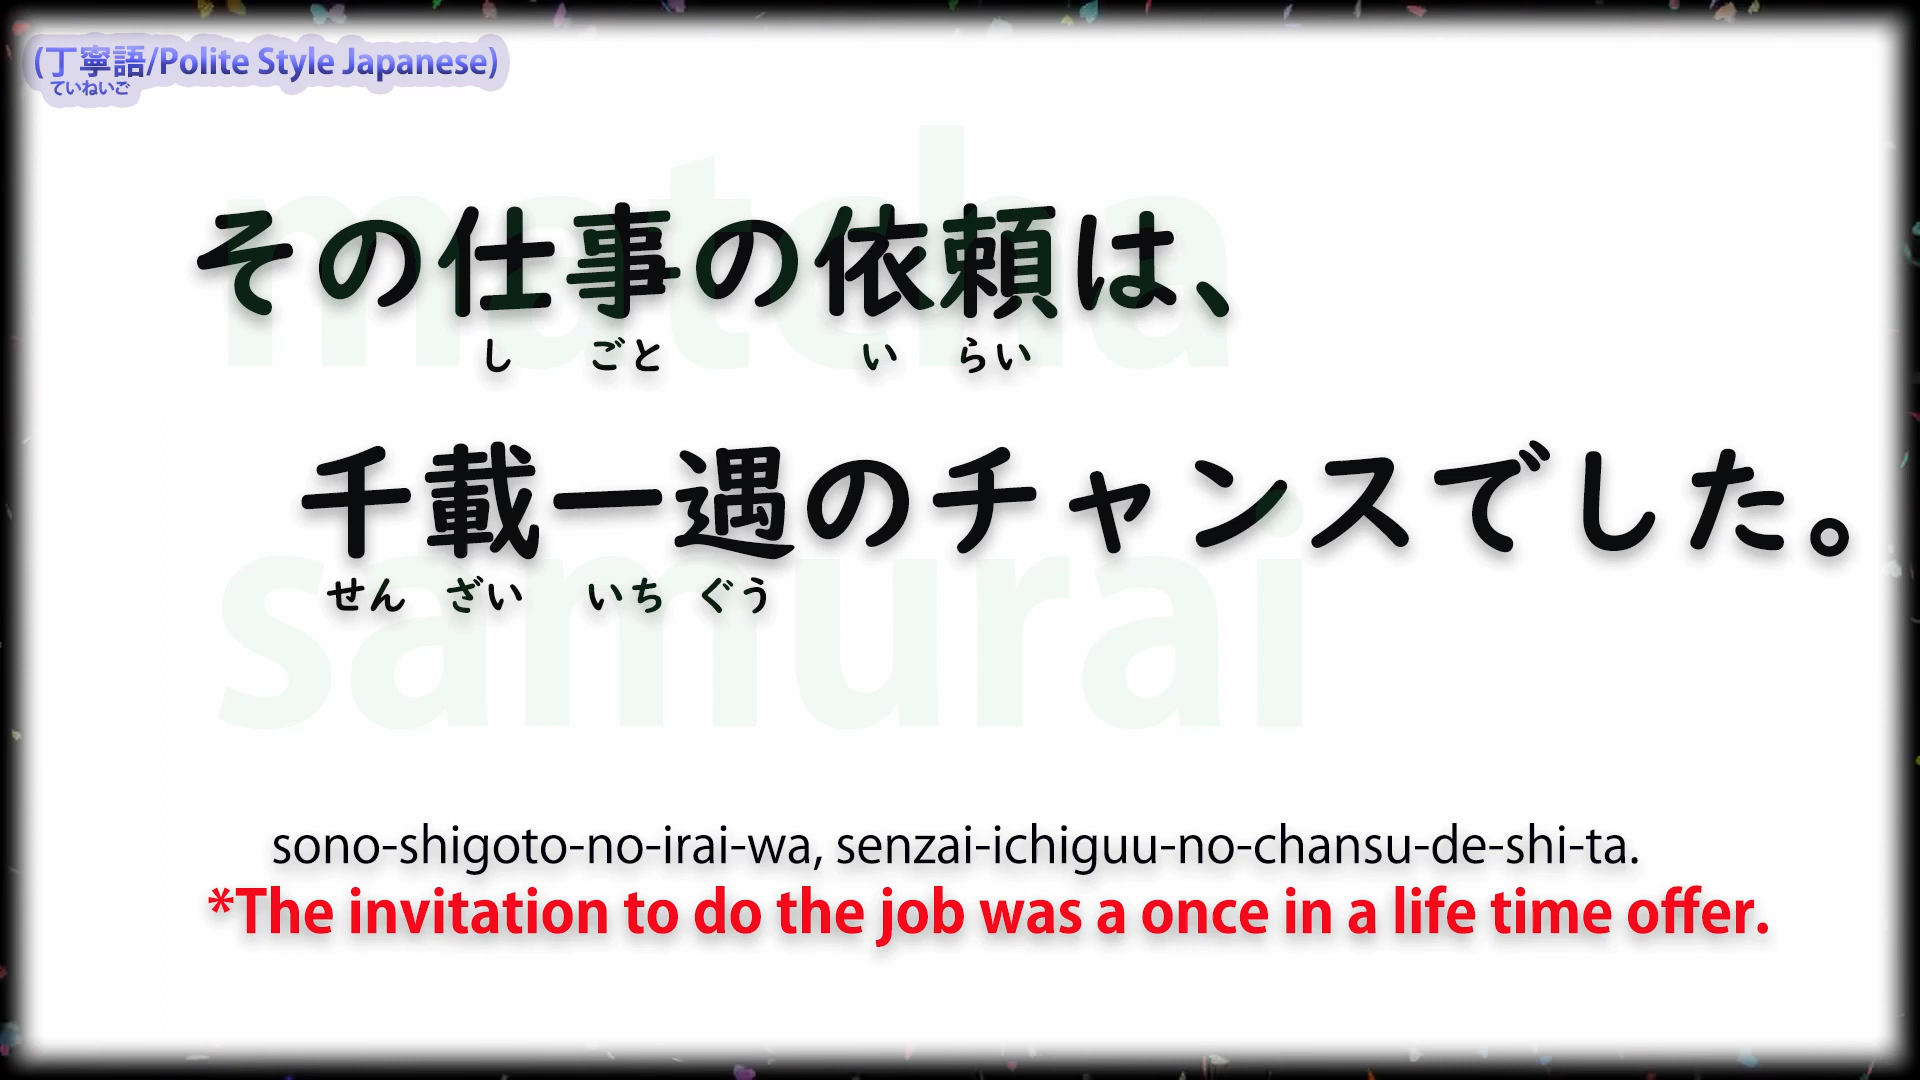 (丁寧語/Polite Style Japanese)
ていねいご
matcha
その仕事の依頼は、
し ごと い らい
千載一遇のチャンスでした。
せん ざい いち ぐう
samurai
sono-shigoto-no-irai-wa, senzai-ichiguu-no-chansu-de-shi-ta.
*The invitation to do the job was a once in a life time offer.